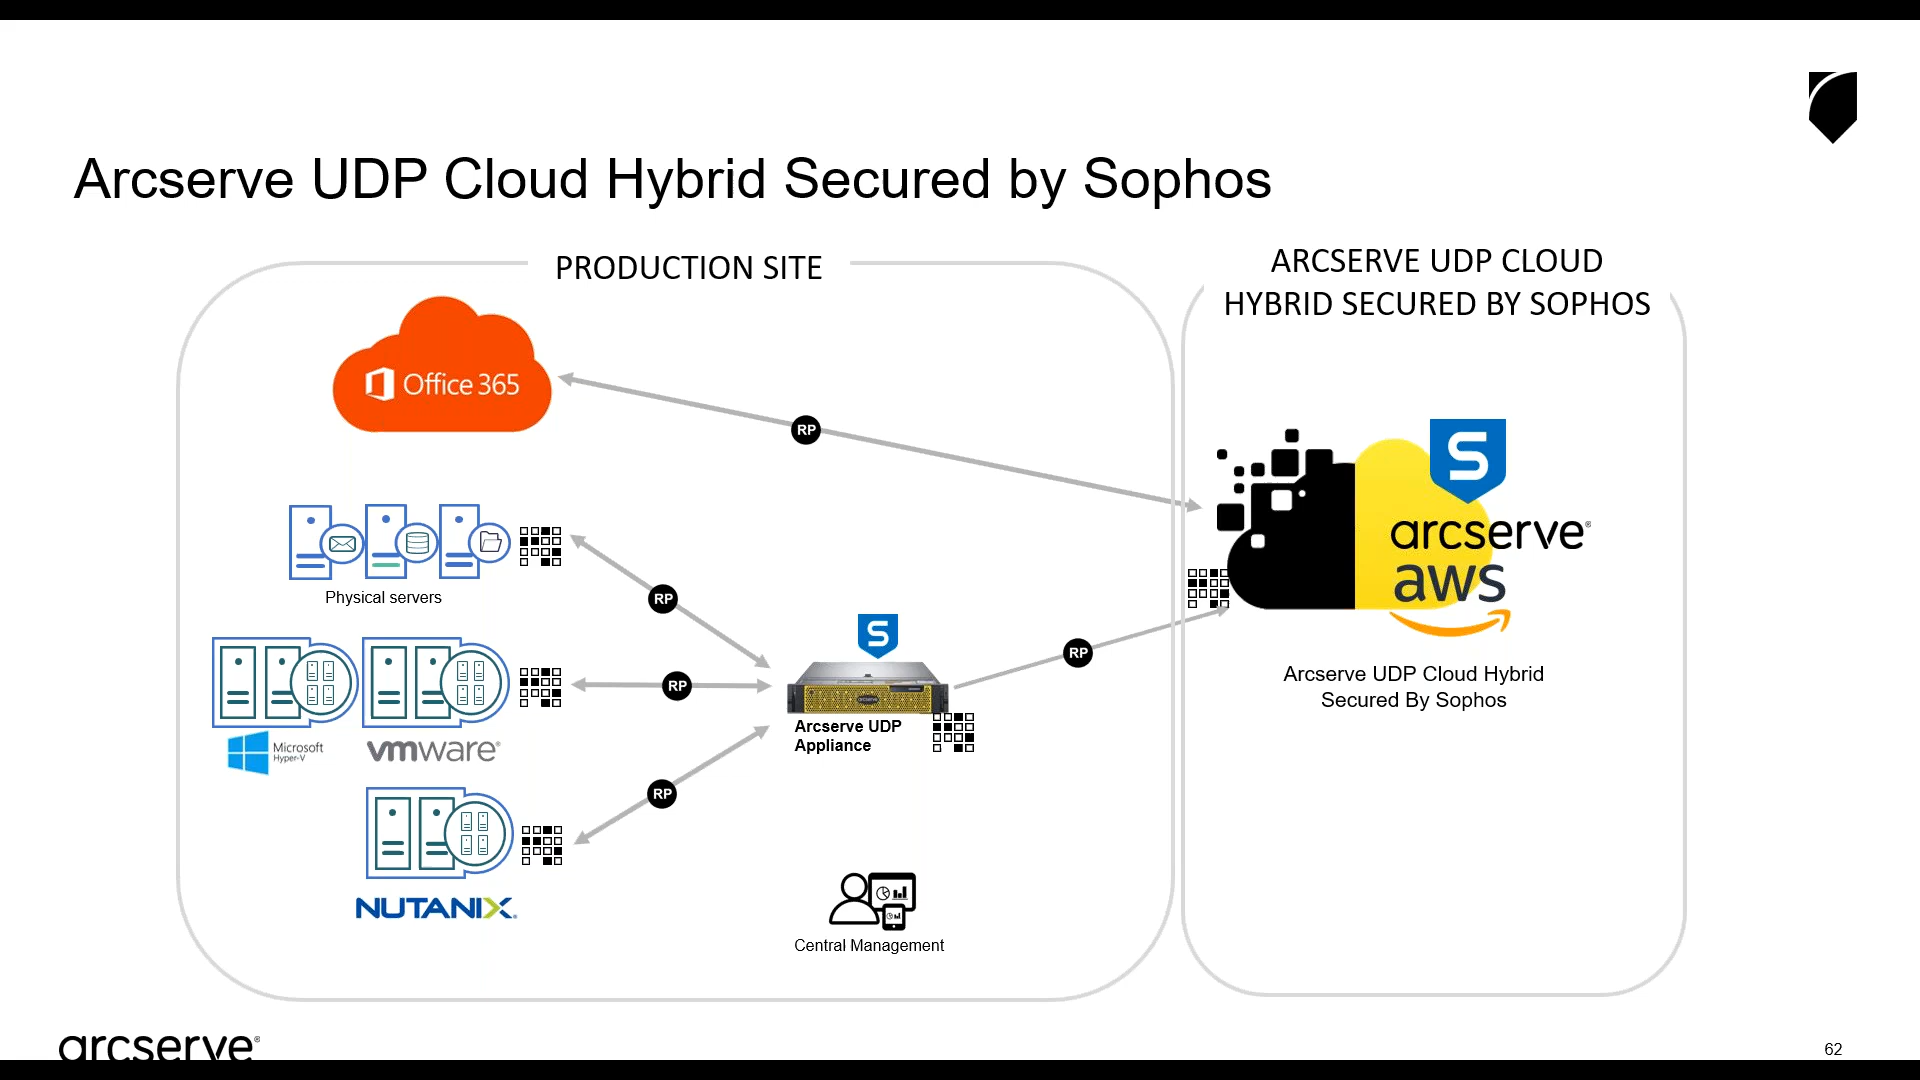 Arcserve UDP Cloud Hybrid Secured by Sophos
PRODUCTION SITE
ARCSERVE UDP CLOUD
HYBRID SECURED BY SOPHOS
Office 365
RP
S
arcserve®
aws
Physical servers
RP
S
RP
RP
Arcserve UDP Cloud Hybrid
Secured By Sophos
arcserve
Arcserve UDP
Appliance
Microsoft
Hyper-V
vmware®
RP
NUTANIX.
Central Management
arcserve®
62